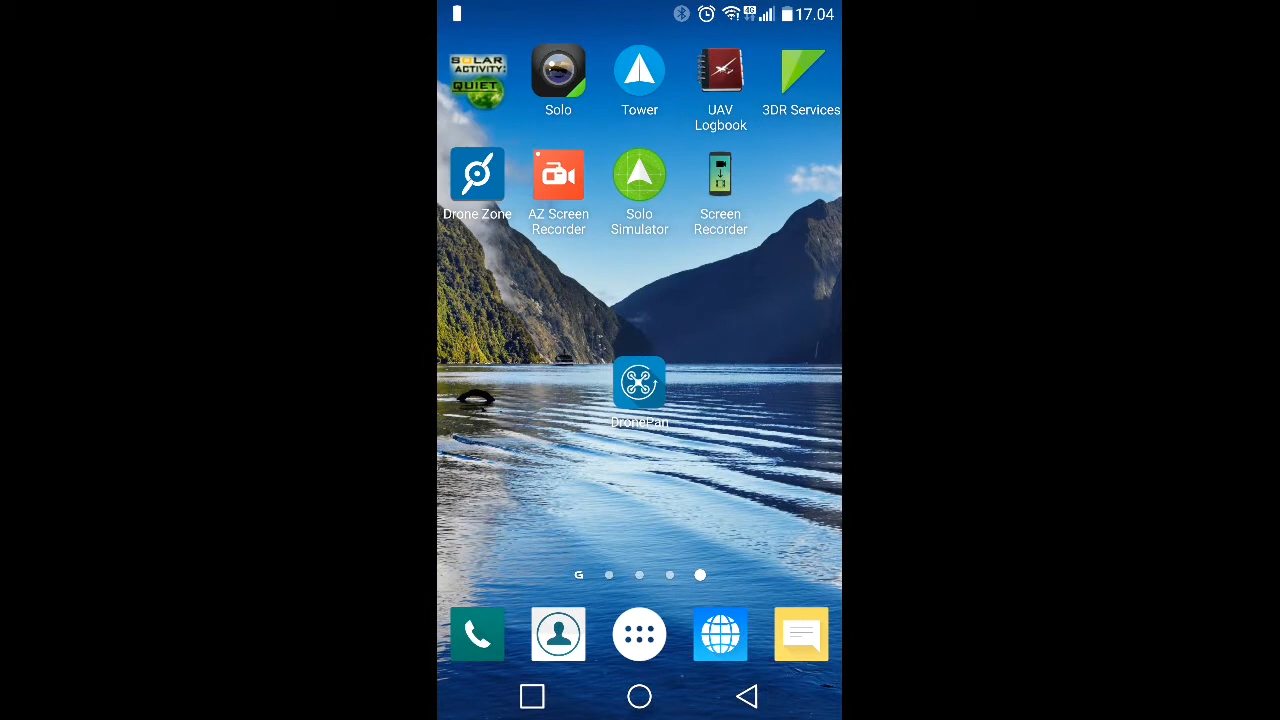 4G
17.04
SOLAR
ACTIVITY:
QUIET
Solo
Tower
UAV
Logbook
3DR Services
Drone Zone
AZ Screen
Recorder
Solo
Simulator
Screen
Recorder
DronePan
G